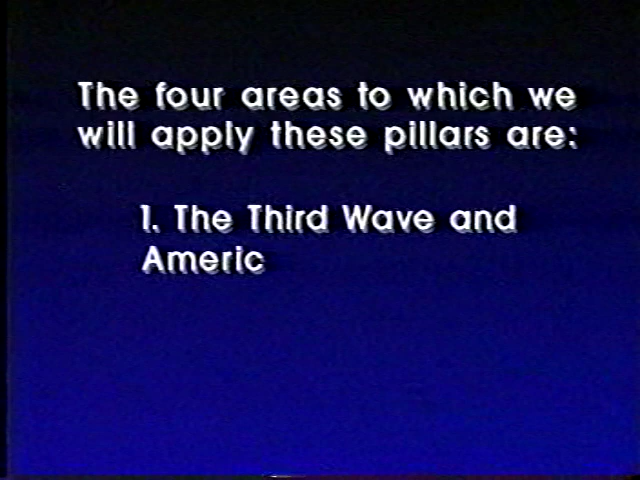 The four areas to which we
will apply these pillars are:
1. The Third Wave and
Americ